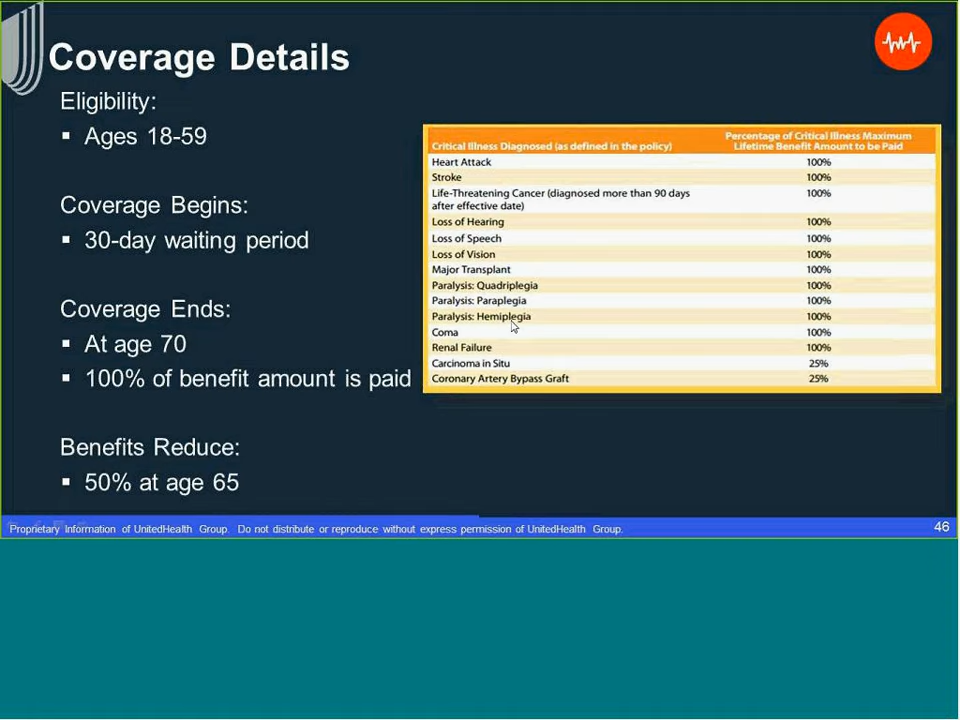 Coverage Details
Eligibility:
▪ Ages 18-59
Coverage Begins:
▪ 30-day waiting period
Coverage Ends:
▪ At age 70
▪ 100% of benefit amount is paid
Benefits Reduce:
▪ 50% at age 65
Critical Illness Diagnosed (as defined in the policy) Percentage of Critical Illness Maximum
Lifetime Benefit Amount to be Paid
Heart Attack 100%
Stroke 100%
Life-Threatening Cancer (diagnosed more than 90 days 100%
after effective date)
Loss of Hearing 100%
Loss of Speech 100%
Loss of Vision 100%
Major Transplant 100%
Paralysis: Quadriplegia 100%
Paralysis: Paraplegia 100%
Paralysis: Hemiplegia 100%
Coma 100%
Renal Failure 100%
Carcinoma in Situ 25%
Coronary Artery Bypass Graft 25%
Proprietary Information of UnitedHealth Group. Do not distribute or reproduce without express permission of UnitedHealth Group. 46